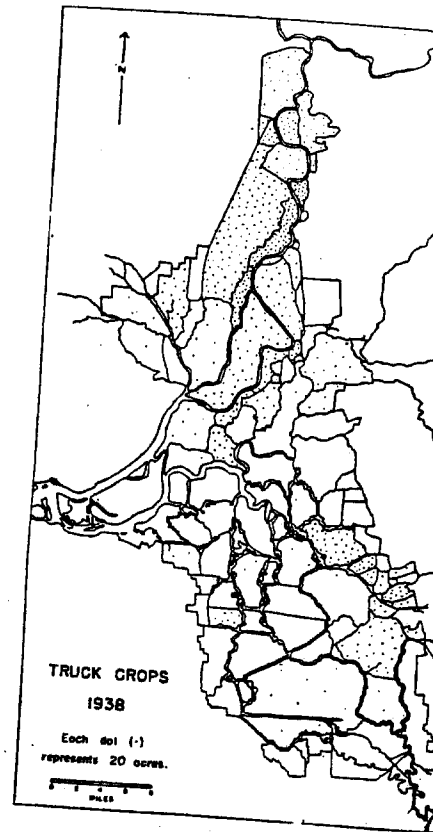 N
TRUCK CROPS
1938
Each dot (·)
represents 20 acres.
MILES